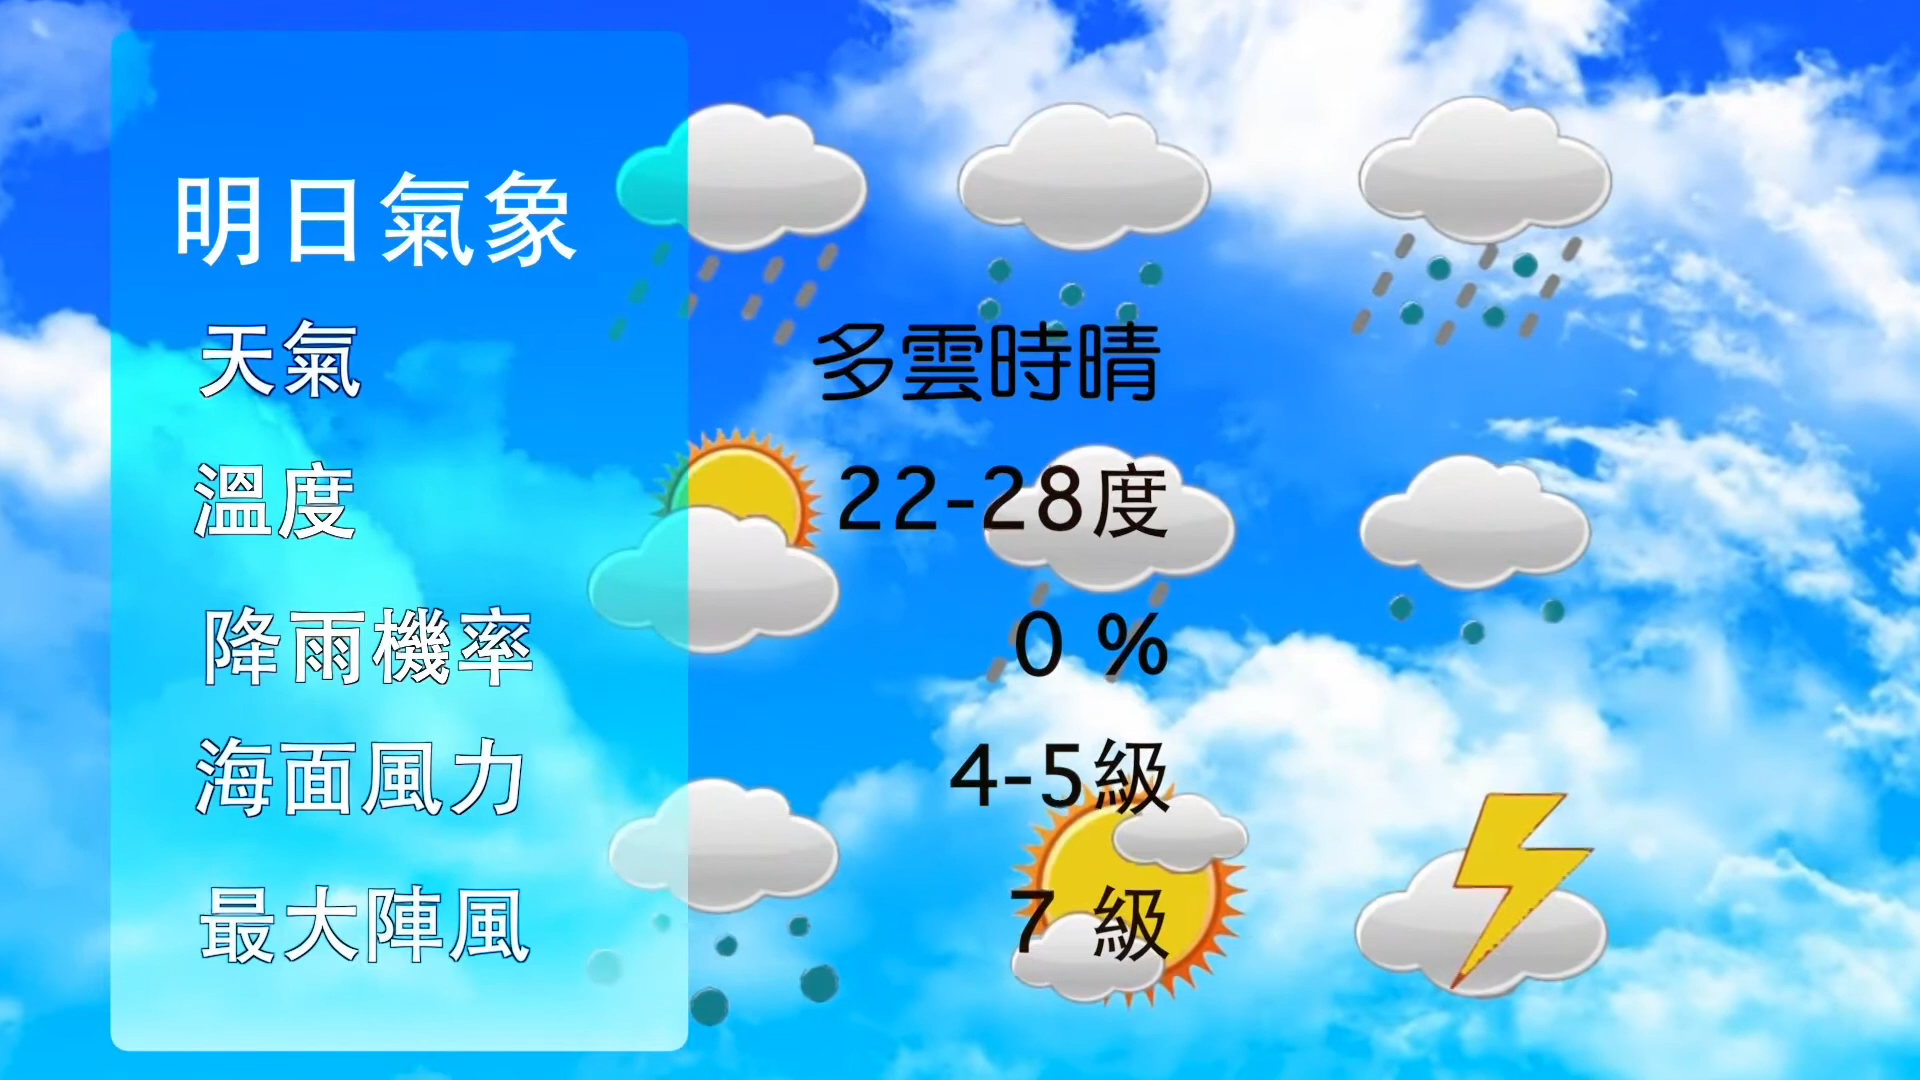 明日氣象
天氣 多雲時晴
溫度 22-28度
降雨機率 0 %
海面風力 4-5級
最大陣風 7 級